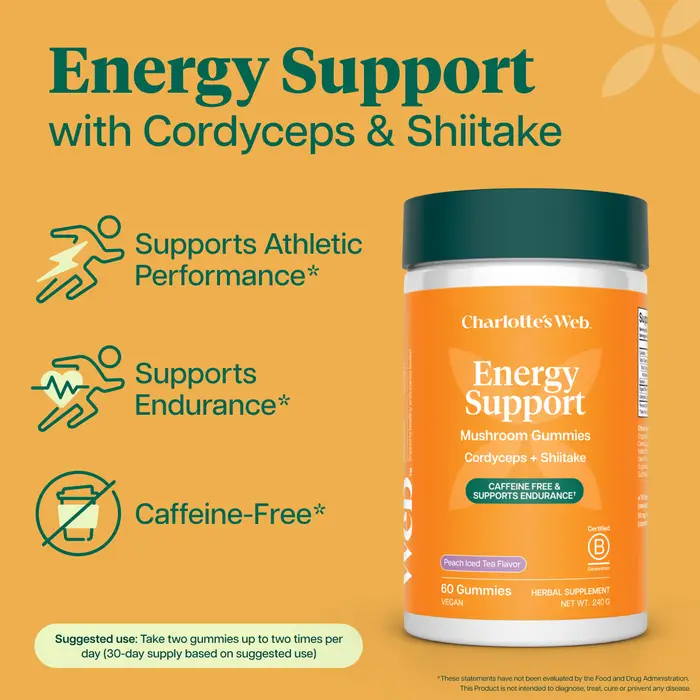 Energy Support
with Cordyceps & Shiitake
Supports Athletic
Performance*
Supports
Endurance*
Caffeine-Free*
Suggested use: Take two gummies up to two times per
day (30-day supply based on suggested use)
Charlotte's Web.
Energy
Support
Mushroom Gummies
Cordyceps + Shiitake
CAFFEINE FREE &
SUPPORTS ENDURANCE†
Peach Iced Tea Flavor
60 Gummies
VEGAN
Certified
B
Corporation
HERBAL SUPPLEMENT
NET WT. 240 G
*These statements have not been evaluated by the Food and Drug Administration.
This Product is not intended to diagnose, treat, cure or prevent any disease.